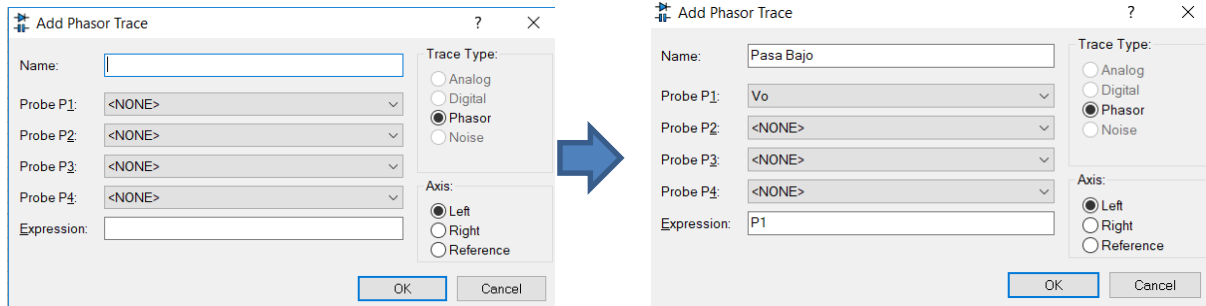 Add Phasor Trace ? ×
Name:
Probe P1: <NONE>
Probe P2: <NONE>
Probe P3: <NONE>
Probe P4: <NONE>
Expression:
Trace Type:
Analog
Digital
Phasor
Noise
Axis:
Left
Right
Reference
OK Cancel
Add Phasor Trace ? ×
Name: Pasa Bajo
Probe P1: Vo
Probe P2: <NONE>
Probe P3: <NONE>
Probe P4: <NONE>
Expression: P1
Trace Type:
Analog
Digital
Phasor
Noise
Axis:
Left
Right
Reference
OK Cancel